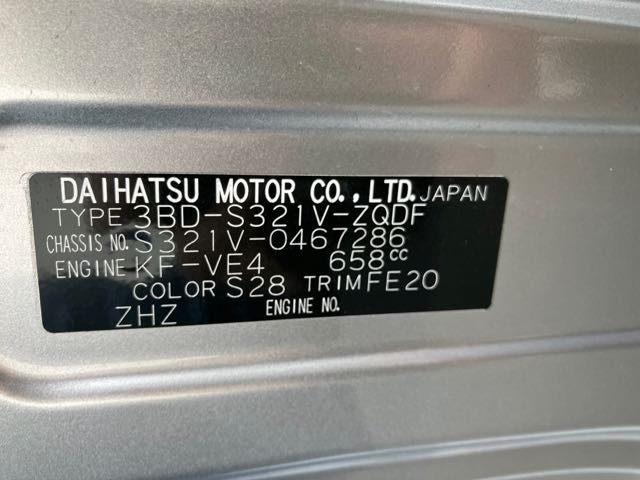 DAIHATSU MOTOR CO.,LTD. JAPAN
TYPE 3BD-S321V-ZQDF
CHASSIS NO. S321V-0467286
ENGINE KF-VE4 658cc
COLOR S28 TRIM FE20
ZHZ ENGINE NO.